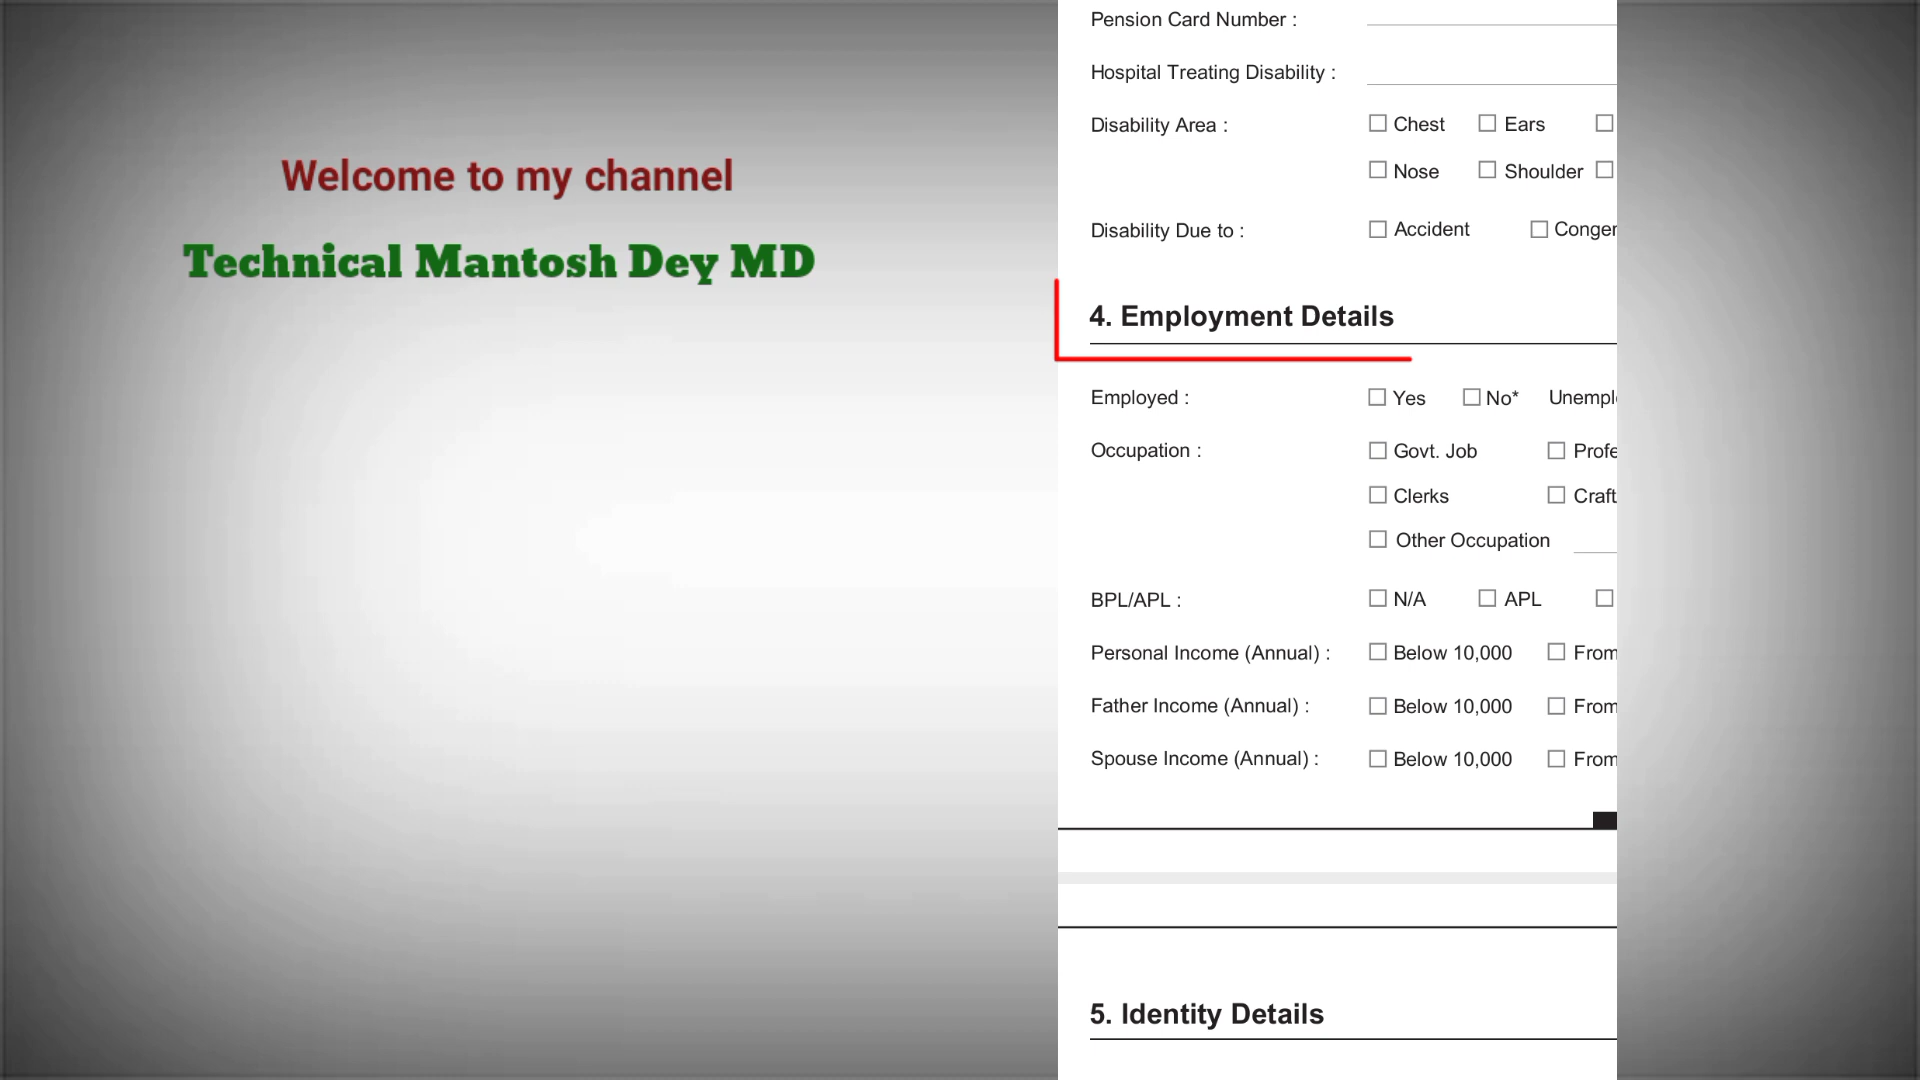 Welcome to my channel
Technical Mantosh Dey MD
Pension Card Number :
Hospital Treating Disability :
Disability Area : Chest Ears
Nose Shoulder
Disability Due to : Accident
4. Employment Details
Employed : Yes No*
Occupation : Govt. Job
Clerks
Other Occupation
BPL/APL : N/A APL
Personal Income (Annual) : Below 10,000 From
Father Income (Annual) : Below 10,000 From
Spouse Income (Annual) : Below 10,000 From
5. Identity Details